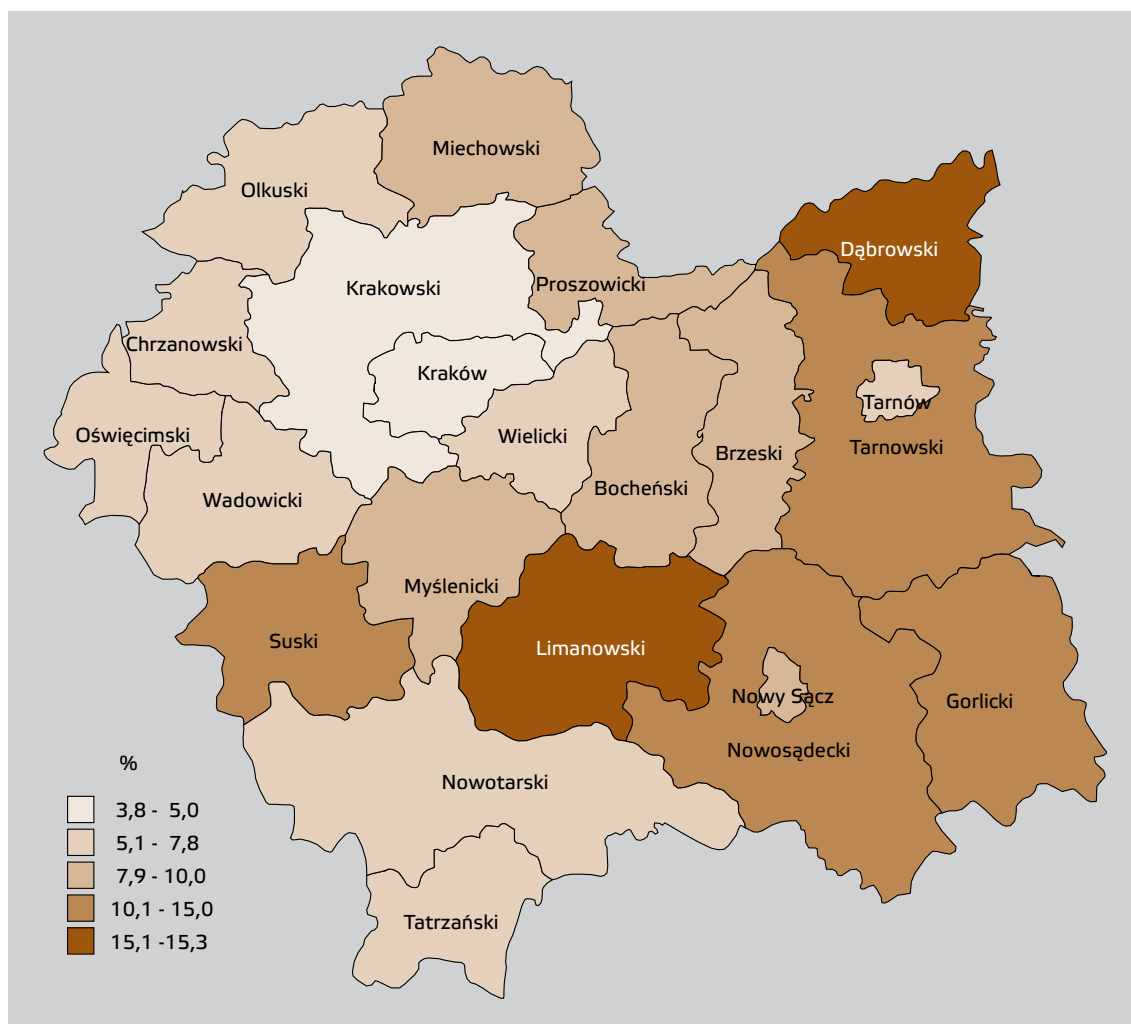 Miechowski
Olkuski
Dąbrowski
Krakowski
Proszowicki
Chrzanowski
Kraków
Tarnów
Oświęcimski
Wielicki
Tarnowski
Brzeski
Bocheński
Wadowicki
Myślenicki
Suski
Limanowski
Nowy Sącz
Gorlicki
Nowosądecki
Nowotarski
Tatrzański
%
3,8 - 5,0
5,1 - 7,8
7,9 - 10,0
10,1 - 15,0
15,1 -15,3